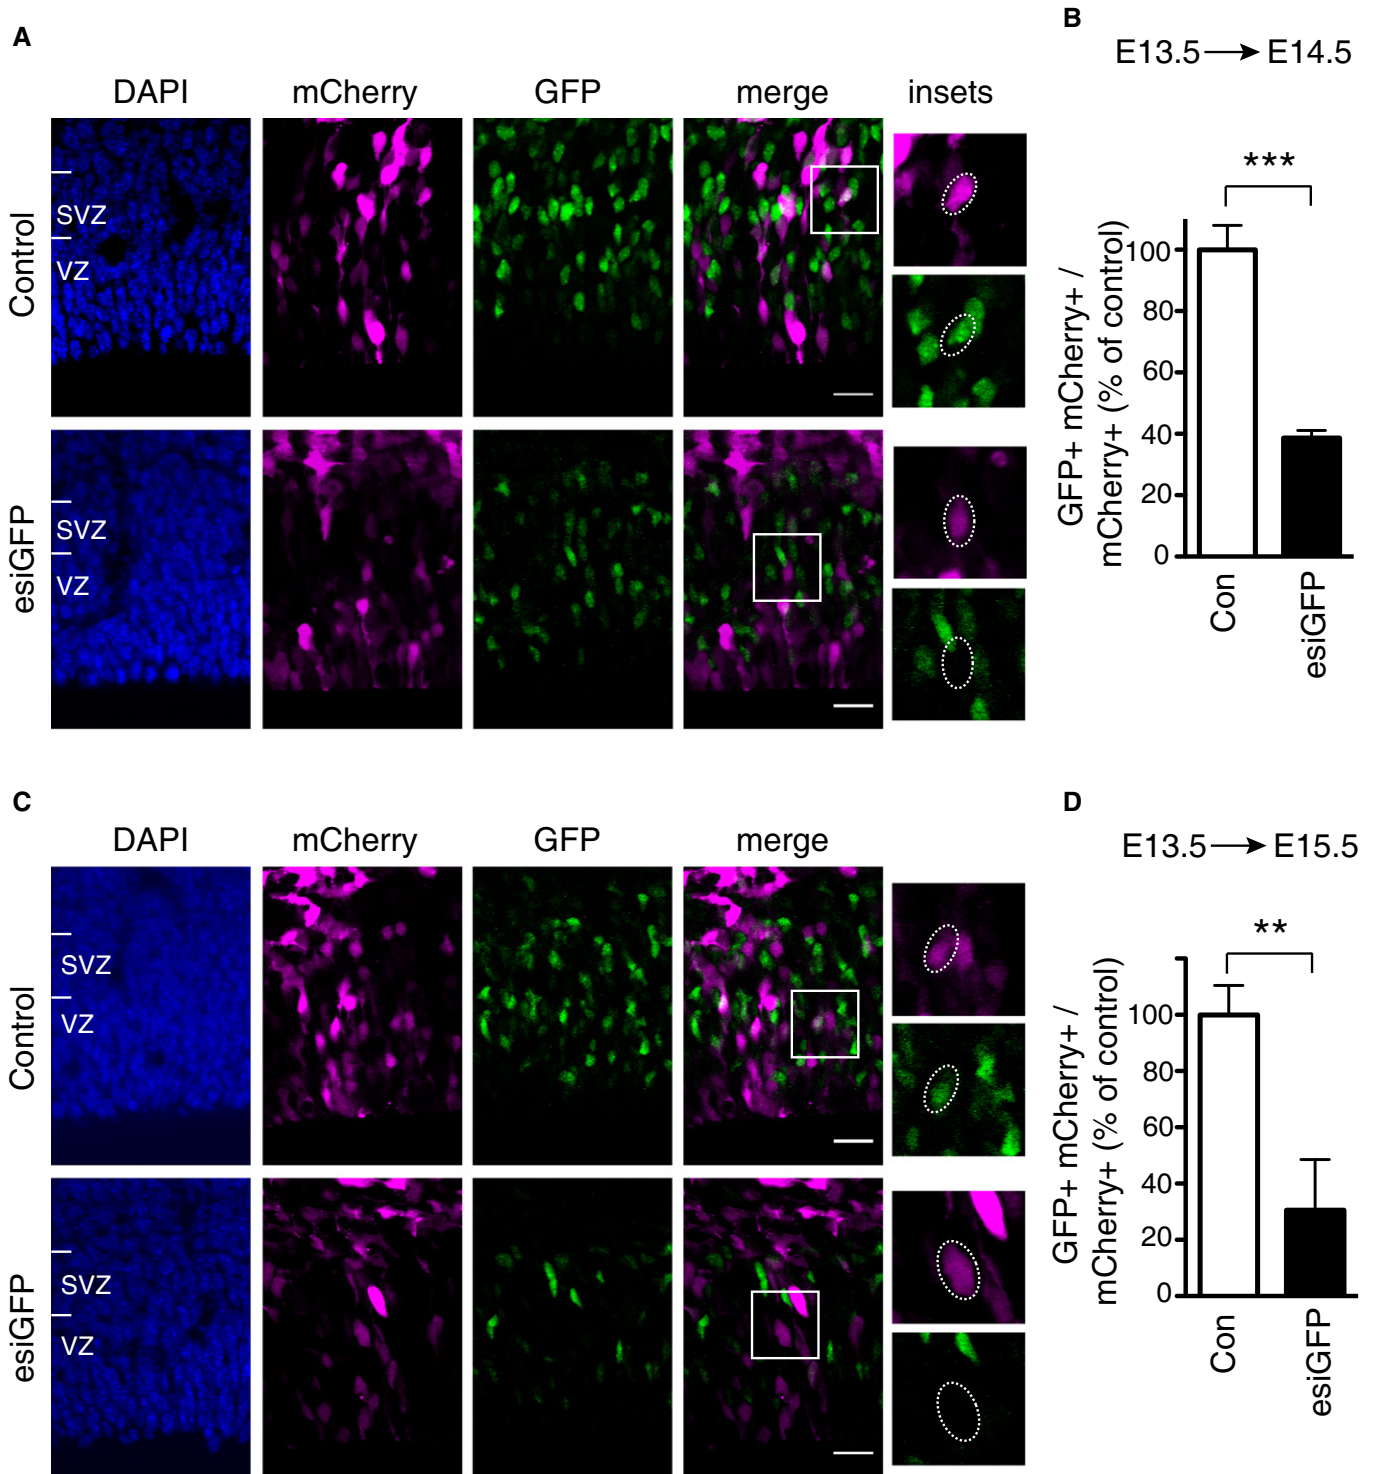 A
DAPI mCherry GFP merge insets
Control
SVZ
VZ
esiGFP
SVZ
VZ
B
E13.5 E14.5
***
GFP+ mCherry+ /
mCherry+ (% of control)
100
80
60
40
20
0
Con esiGFP
C
DAPI mCherry GFP merge
Control
SVZ
VZ
esiGFP
SVZ
VZ
D
E13.5 E15.5
**
GFP+ mCherry+ /
mCherry+ (% of control)
100
80
60
40
20
0
Con esiGFP